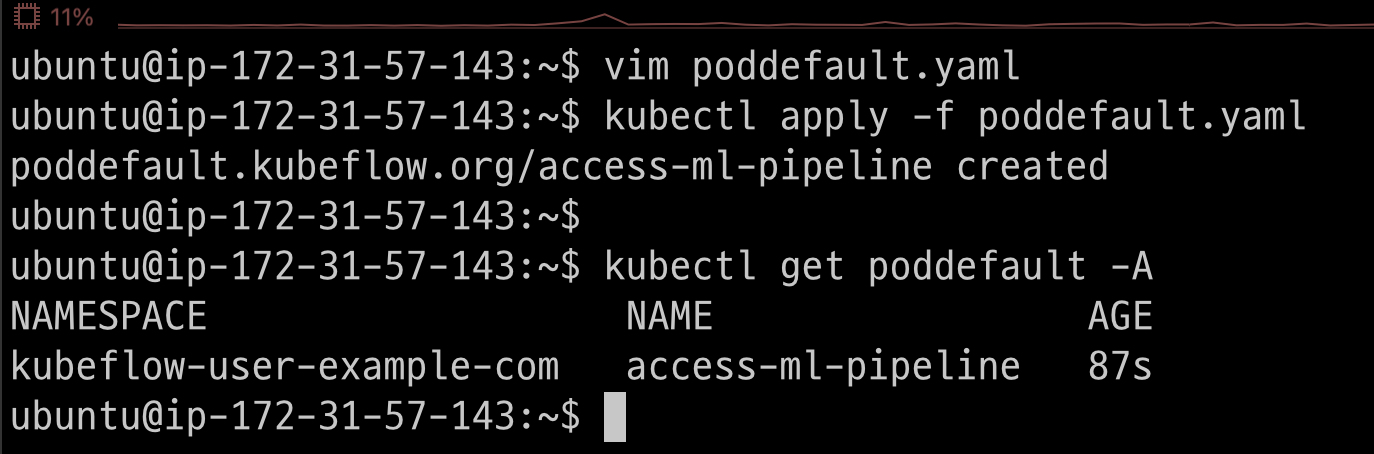 11%
ubuntu@ip-172-31-57-143:~$ vim poddefault.yaml
ubuntu@ip-172-31-57-143:~$ kubectl apply -f poddefault.yaml
poddefault.kubeflow.org/access-ml-pipeline created
ubuntu@ip-172-31-57-143:~$
ubuntu@ip-172-31-57-143:~$ kubectl get poddefault -A
NAMESPACE                   NAME                 AGE
kubeflow-user-example-com   access-ml-pipeline   87s
ubuntu@ip-172-31-57-143:~$